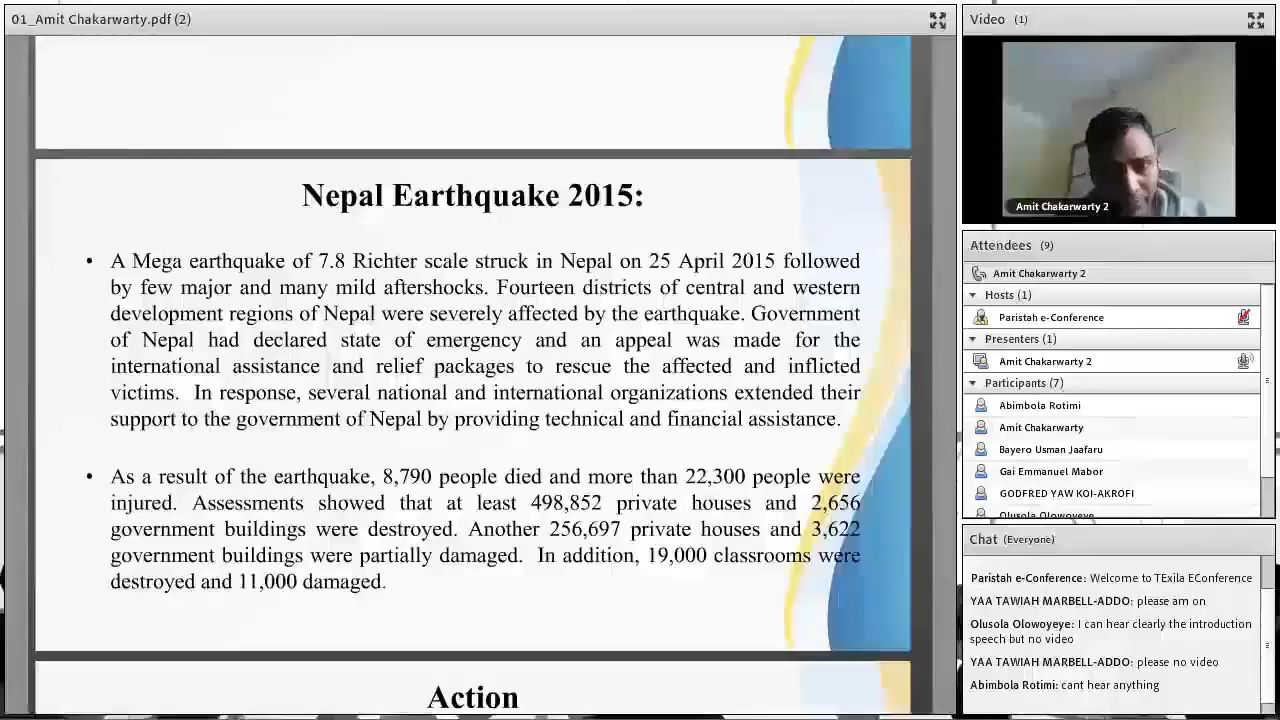 01_Amit Chakarwarty.pdf (2)
Nepal Earthquake 2015:
• A Mega earthquake of 7.8 Richter scale struck in Nepal on 25 April 2015 followed
by few major and many mild aftershocks. Fourteen districts of central and western
development regions of Nepal were severely affected by the earthquake. Government
of Nepal had declared state of emergency and an appeal was made for the
international assistance and relief packages to rescue the affected and inflicted
victims. In response, several national and international organizations extended their
support to the government of Nepal by providing technical and financial assistance.
• As a result of the earthquake, 8,790 people died and more than 22,300 people were
injured. Assessments showed that at least 498,852 private houses and 2,656
government buildings were destroyed. Another 256,697 private houses and 3,622
government buildings were partially damaged. In addition, 19,000 classrooms were
destroyed and 11,000 damaged.
Action
Video (1)
Amit Chakarwarty 2
Attendees (9)
Amit Chakarwarty 2
Hosts (1)
Paristah e-Conference
Presenters (1)
Amit Chakarwarty 2
Participants (7)
Abimbola Rotimi
Amit Chakarwarty
Bayero Usman Jaafaru
Gai Emmanuel Mabor
GODFRED YAW KOI-AKROFI
Olusola Olowoyeye
Chat (Everyone)
Paristah e-Conference: Welcome to TExila EConference
YAA TAWIAH MARBELL-ADDO: please am on
Olusola Olowoyeye: I can hear clearly the introduction
speech but no video
YAA TAWIAH MARBELL-ADDO: please no video
Abimbola Rotimi: cant hear anything